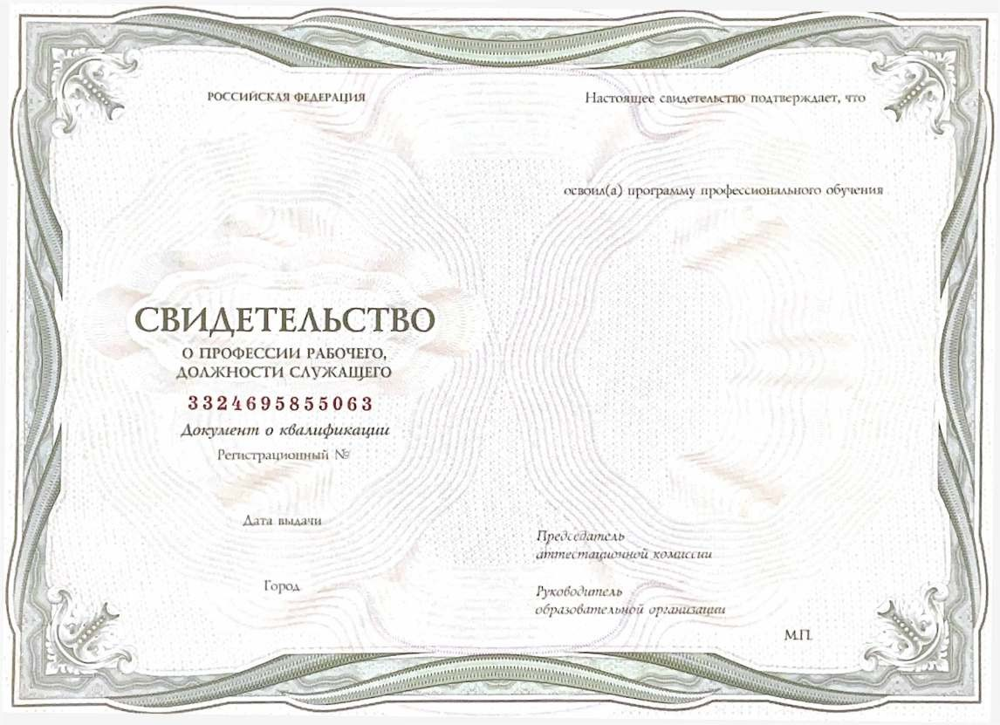 РОССИЙСКАЯ ФЕДЕРАЦИЯ
СВИДЕТЕЛЬСТВО
О ПРОФЕССИИ РАБОЧЕГО,
ДОЛЖНОСТИ СЛУЖАЩЕГО
3324695855063
Документ о квалификации
Регистрационный №
Дата выдачи
Город
Настоящее свидетельство подтверждает, что
освоил(а) программу профессионального обучения
Председатель
аттестационной комиссии
Руководитель
образовательной организации
М.П.